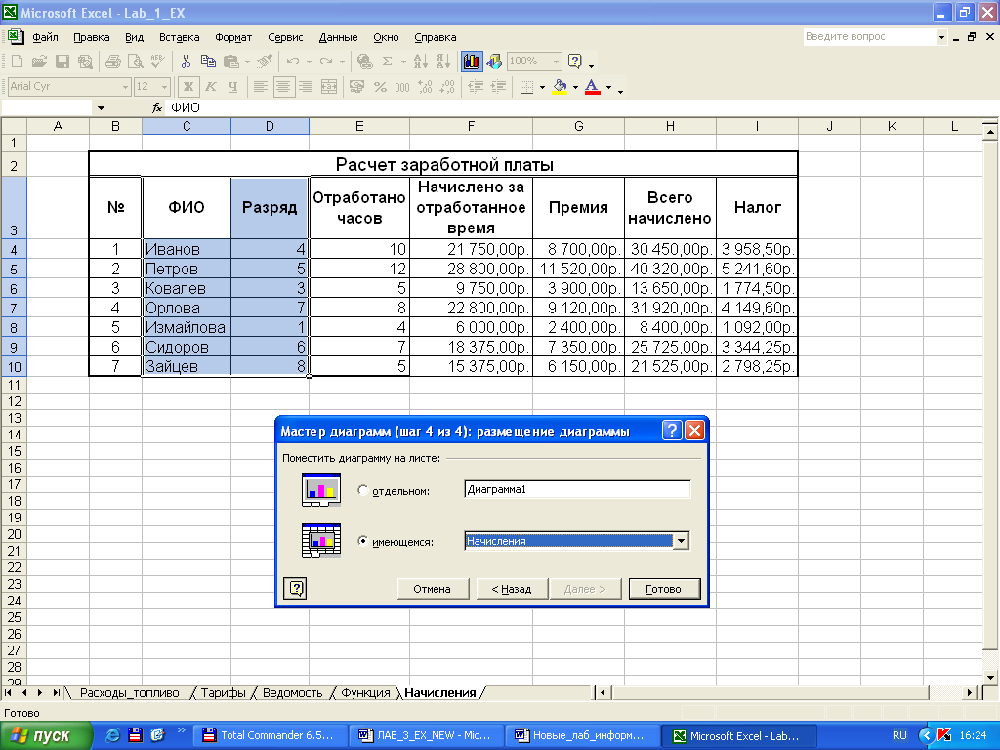 Microsoft Excel - Lab_1_EX
Файл Правка Вид Вставка Формат Сервис Данные Окно Справка Введите вопрос
100%
Arial Cyr 12 Ж К Ч
fx ФИО
A B C D E F G H I J K L
1
2 Расчет заработной платы
3 № ФИО Разряд Отработано часов Начислено за отработанное время Премия Всего начислено Налог
4 1 Иванов 4 10 21 750,00р. 8 700,00р. 30 450,00р. 3 958,50р.
5 2 Петров 5 12 28 800,00р. 11 520,00р. 40 320,00р. 5 241,60р.
6 3 Ковалев 3 5 9 750,00р. 3 900,00р. 13 650,00р. 1 774,50р.
7 4 Орлова 7 8 22 800,00р. 9 120,00р. 31 920,00р. 4 149,60р.
8 5 Измайлова 1 4 6 000,00р. 2 400,00р. 8 400,00р. 1 092,00р.
9 6 Сидоров 6 7 18 375,00р. 7 350,00р. 25 725,00р. 3 344,25р.
10 7 Зайцев 8 5 15 375,00р. 6 150,00р. 21 525,00р. 2 798,25р.
11
12
13
14
15
16
17
18
19
20
21
22
23
24
25
26
27
28
29
Мастер диаграмм (шаг 4 из 4): размещение диаграммы
Поместить диаграмму на листе:
отдельном: Диаграмма1
имеющемся: Начисления
Отмена < Назад Далее > Готово
Расходы_топливо Тарифы Ведомость Функция Начисления
Готово
пуск Total Commander 6.5... ЛАБ_3_EX_NEW - Mic... Новые_лаб_информ... Microsoft Excel - Lab... RU 16:24